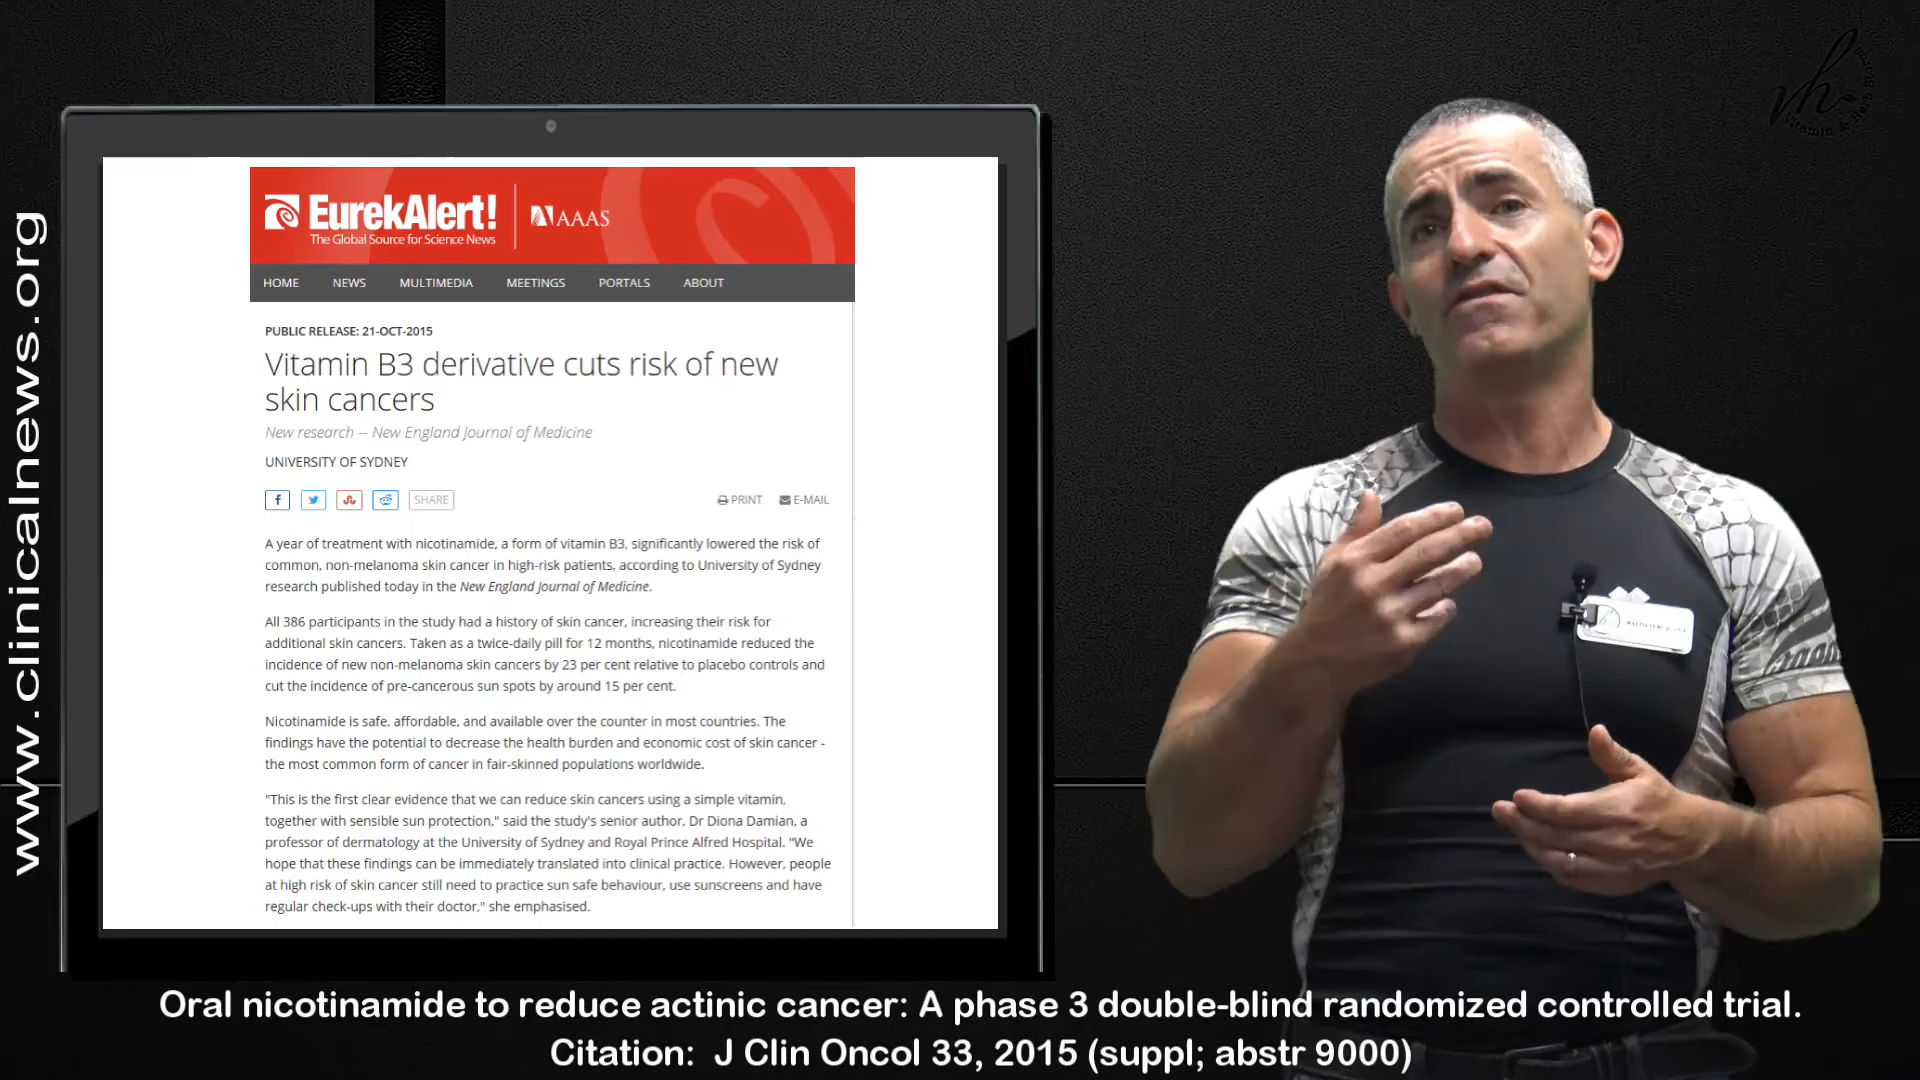 www.clinicalnews.org
EurekAlert!
The Global Source for Science News
AAAS
HOME NEWS MULTIMEDIA MEETINGS PORTALS ABOUT
PUBLIC RELEASE: 21-OCT-2015
Vitamin B3 derivative cuts risk of new
skin cancers
New research -- New England Journal of Medicine
UNIVERSITY OF SYDNEY
f SHARE PRINT E-MAIL
A year of treatment with nicotinamide, a form of vitamin B3, significantly lowered the risk of
common, non-melanoma skin cancer in high-risk patients, according to University of Sydney
research published today in the New England Journal of Medicine.
All 386 participants in the study had a history of skin cancer, increasing their risk for
additional skin cancers. Taken as a twice-daily pill for 12 months, nicotinamide reduced the
incidence of new non-melanoma skin cancers by 23 per cent relative to placebo controls and
cut the incidence of pre-cancerous sun spots by around 15 per cent.
Nicotinamide is safe, affordable, and available over the counter in most countries. The
findings have the potential to decrease the health burden and economic cost of skin cancer -
the most common form of cancer in fair-skinned populations worldwide.
"This is the first clear evidence that we can reduce skin cancers using a simple vitamin,
together with sensible sun protection," said the study's senior author, Dr Diona Damian, a
professor of dermatology at the University of Sydney and Royal Prince Alfred Hospital. "We
hope that these findings can be immediately translated into clinical practice. However, people
at high risk of skin cancer still need to practice sun safe behaviour, use sunscreens and have
regular check-ups with their doctor," she emphasised.
vh
Vitamin &
Oral nicotinamide to reduce actinic cancer: A phase 3 double-blind randomized controlled trial.
Citation: J Clin Oncol 33, 2015 (suppl; abstr 9000)